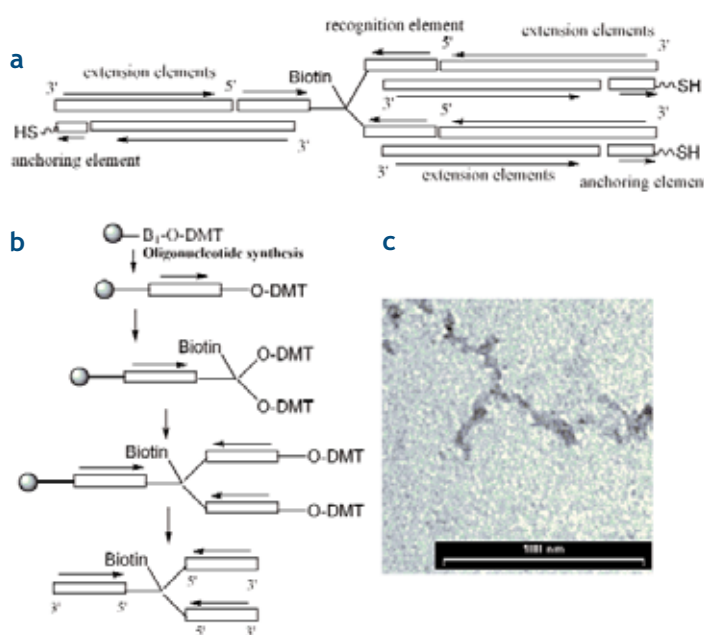 a
recognition element
5'
extension elements
3'
3'
extension elements
5'
Biotin
SH
3'
5'
3'
HS
3'
anchoring element
SH
3'
extension elements
anchoring elemen
b
B₁-O-DMT
Oligonucleotide synthesis
O-DMT
Biotin
O-DMT
O-DMT
Biotin
O-DMT
O-DMT
Biotin
5'
3'
3'
5'
5'
3'
c
100 nm